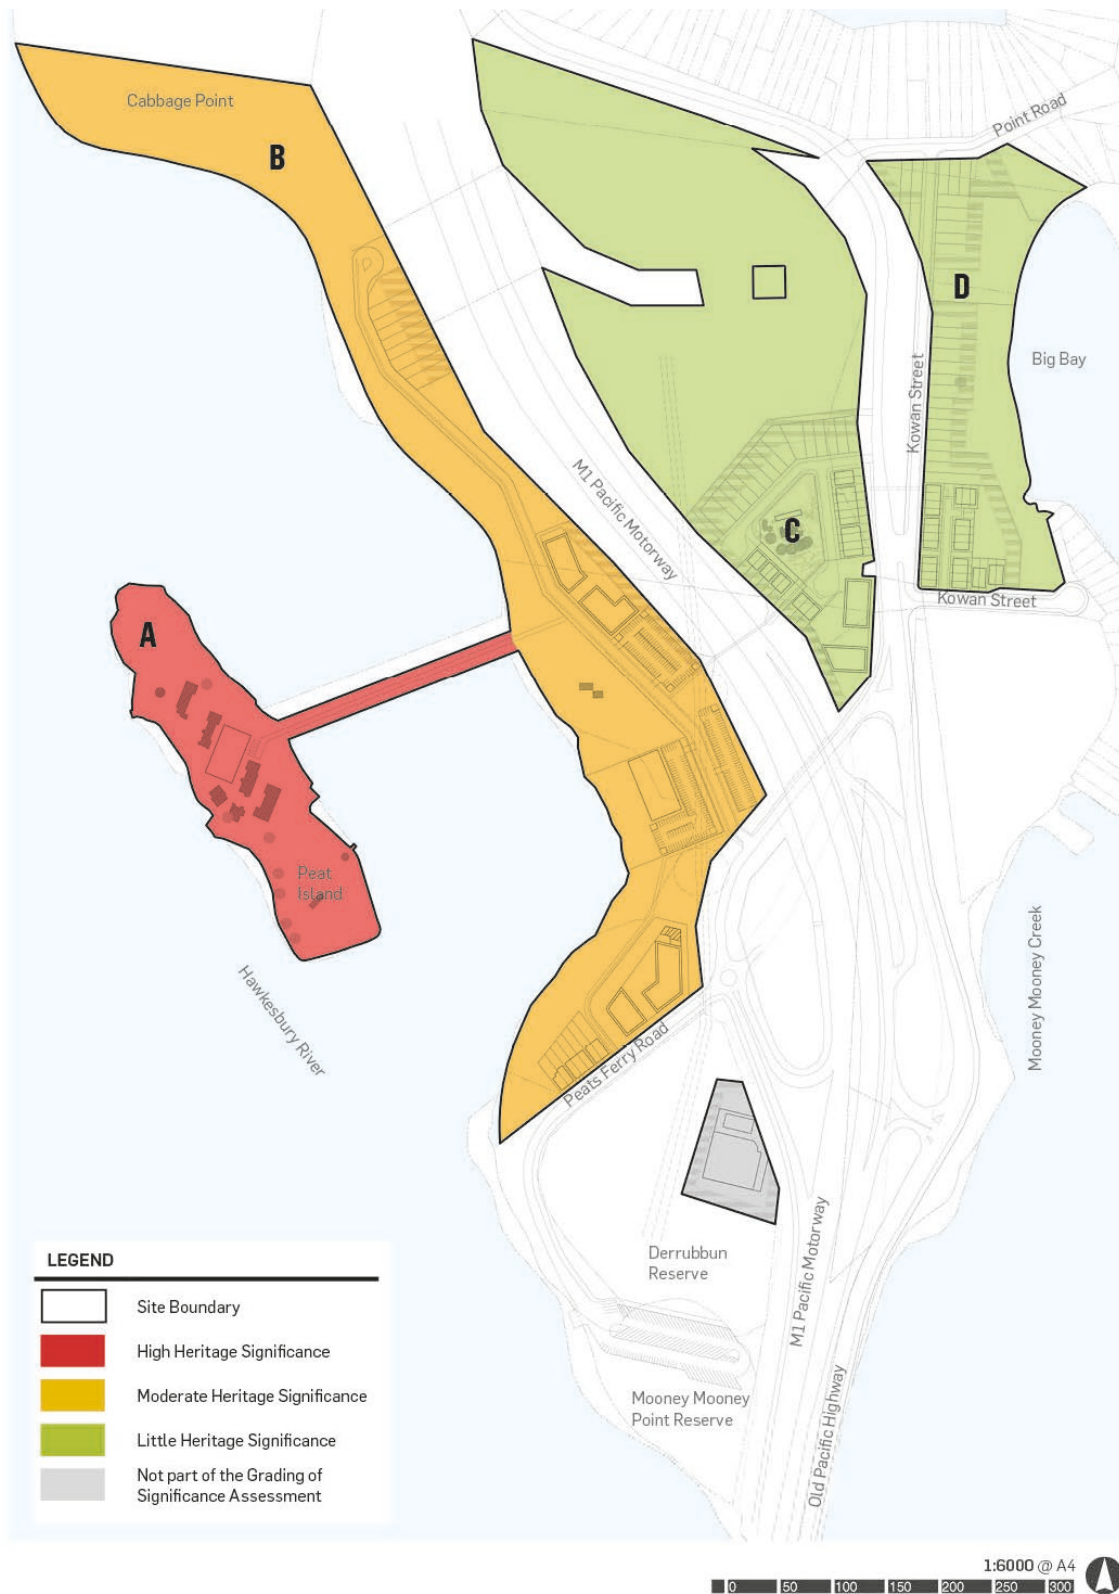 Cabbage Point
B
Point Road
D
Big Bay
Kowan Street
M1 Pacific Motorway
C
Kowan Street
A
Peat
Island
Hawkesbury River
Mooney Mooney Creek
Peats Ferry Road
Derrubbun
Reserve
M1 Pacific Motorway
Mooney Mooney
Point Reserve
Old Pacific Highway
LEGEND
Site Boundary
High Heritage Significance
Moderate Heritage Significance
Little Heritage Significance
Not part of the Grading of
Significance Assessment
1:6000 @ A4
0 50 100 150 200 250 300